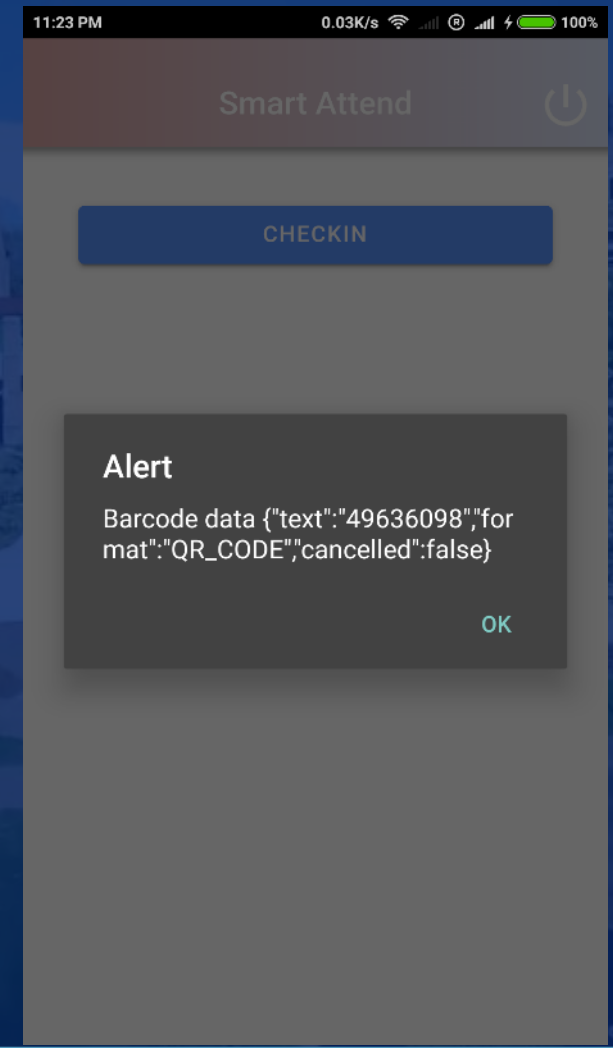 11:23 PM 0.03K/s ® 100%
Smart Attend
CHECKIN
Alert
Barcode data {"text":"49636098","for
mat":"QR_CODE","cancelled":false}
OK